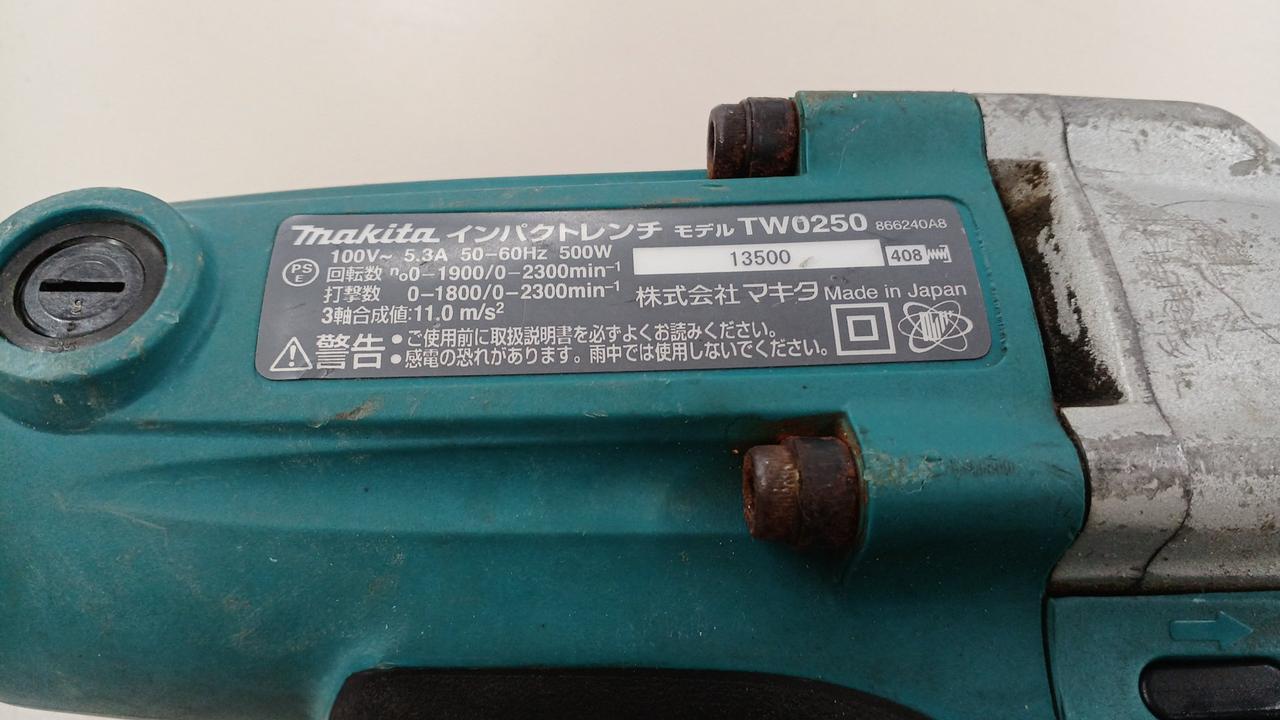 makita インパクトレンチ モデル TW0250 866240A8
100V~ 5.3A 50-60Hz 500W
13500
408
PS
E
回転数 n₀0-1900/0-2300min⁻¹
打撃数 0-1800/0-2300min⁻¹
株式会社 マキタ Made in Japan
3軸合成値:11.0 m/s²
警告
・ご使用前に取扱説明書を必ずよくお読みください。
・感電の恐れがあります。雨中では使用しないでください。